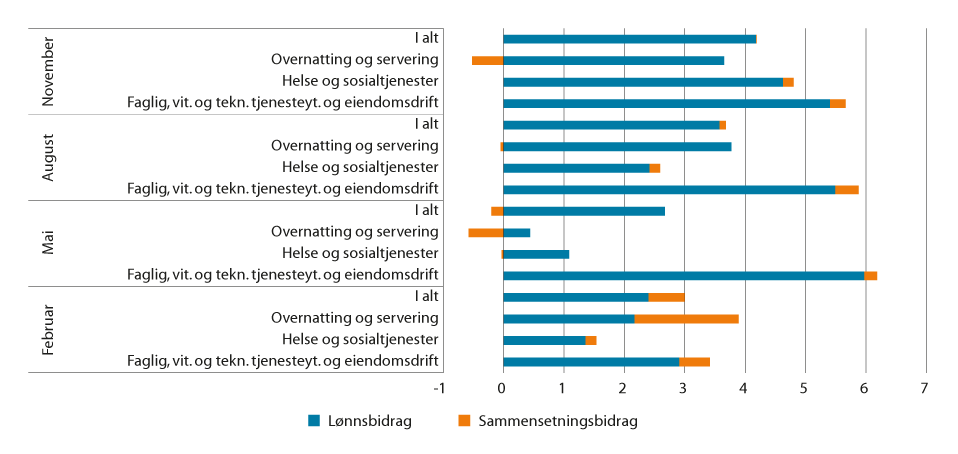 November
I alt
Overnatting og servering
Helse og sosialtjenester
Faglig, vit. og tekn. tjenesteyt. og eiendomsdrift
August
I alt
Overnatting og servering
Helse og sosialtjenester
Faglig, vit. og tekn. tjenesteyt. og eiendomsdrift
Mai
I alt
Overnatting og servering
Helse og sosialtjenester
Faglig, vit. og tekn. tjenesteyt. og eiendomsdrift
Februar
I alt
Overnatting og servering
Helse og sosialtjenester
Faglig, vit. og tekn. tjenesteyt. og eiendomsdrift
-1 0 1 2 3 4 5 6 7
Lønnsbidrag Sammensetningsbidrag